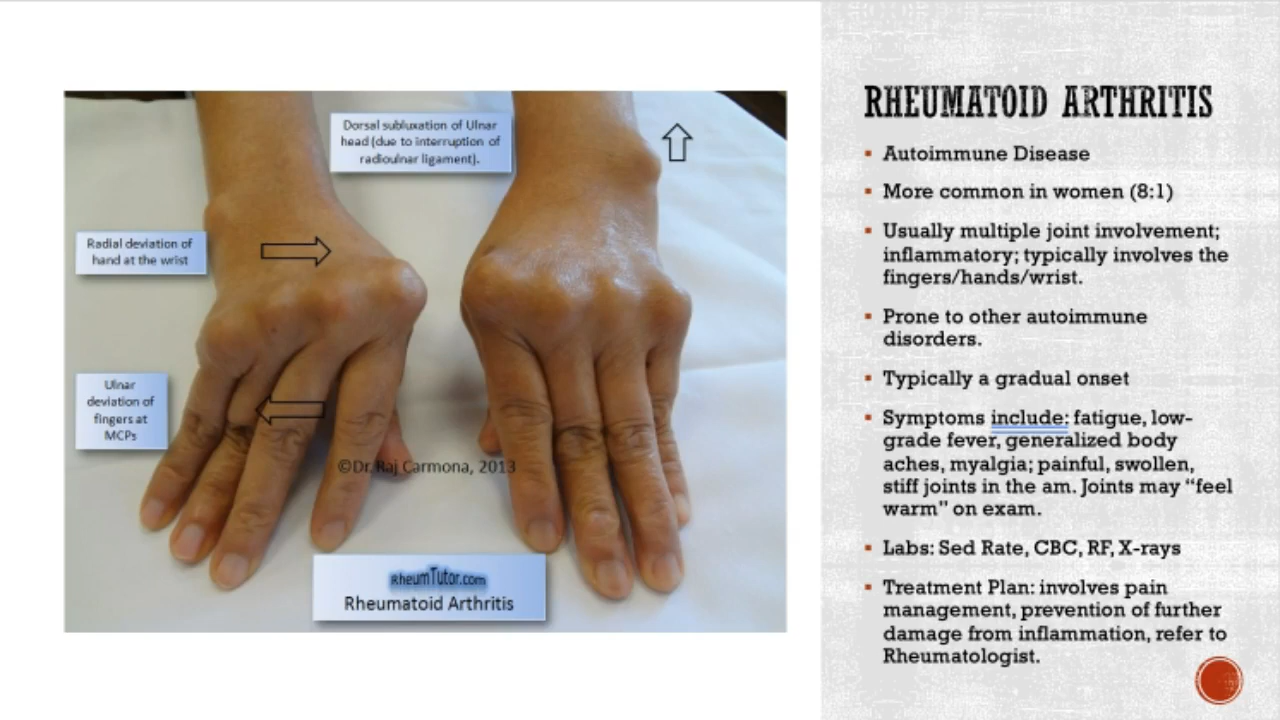 Dorsal subluxation of Ulnar
head (due to interruption of
radioulnar ligament).
Radial deviation of
hand at the wrist
Ulnar
deviation of
fingers at
MCPs
©Dr. Raj Carmona, 2013
RheumTutor.com
Rheumatoid Arthritis
RHEUMATOID ARTHRITIS
▪ Autoimmune Disease
▪ More common in women (8:1)
▪ Usually multiple joint involvement;
inflammatory; typically involves the
fingers/hands/wrist.
▪ Prone to other autoimmune
disorders.
▪ Typically a gradual onset
▪ Symptoms include: fatigue, low-
grade fever, generalized body
aches, myalgia; painful, swollen,
stiff joints in the am. Joints may “feel
warm” on exam.
▪ Labs: Sed Rate, CBC, RF, X-rays
▪ Treatment Plan: involves pain
management, prevention of further
damage from inflammation, refer to
Rheumatologist.